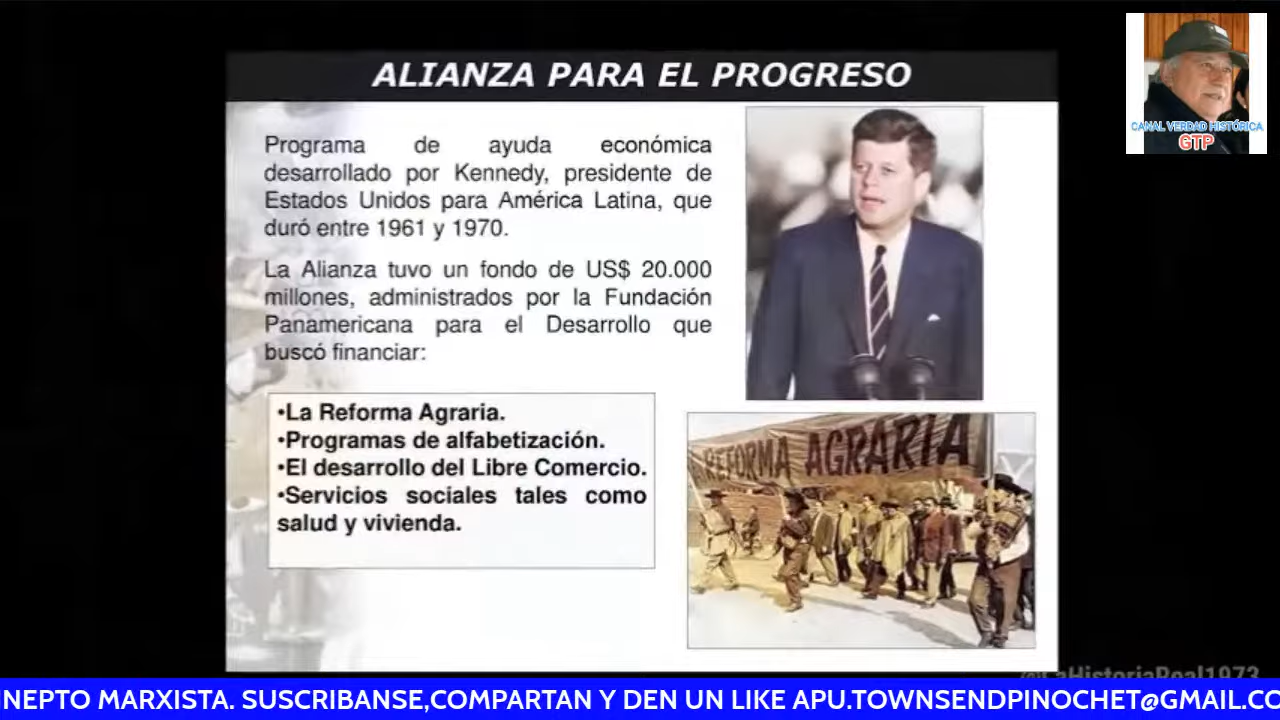 ALIANZA PARA EL PROGRESO
CANAL VERDAD HISTÓRICA
GTP
Programa de ayuda económica
desarrollado por Kennedy, presidente de
Estados Unidos para América Latina, que
duró entre 1961 y 1970.
La Alianza tuvo un fondo de US$ 20.000
millones, administrados por la Fundación
Panamericana para el Desarrollo que
buscó financiar:
•La Reforma Agraria.
•Programas de alfabetización.
•El desarrollo del Libre Comercio.
•Servicios sociales tales como
salud y vivienda.
REFORMA AGRARIA
@LaHistoriaReal1973
INEPTO MARXISTA. SUSCRIBANSE,COMPARTAN Y DEN UN LIKE APU.TOWNSENDPINOCHET@GMAIL.CO